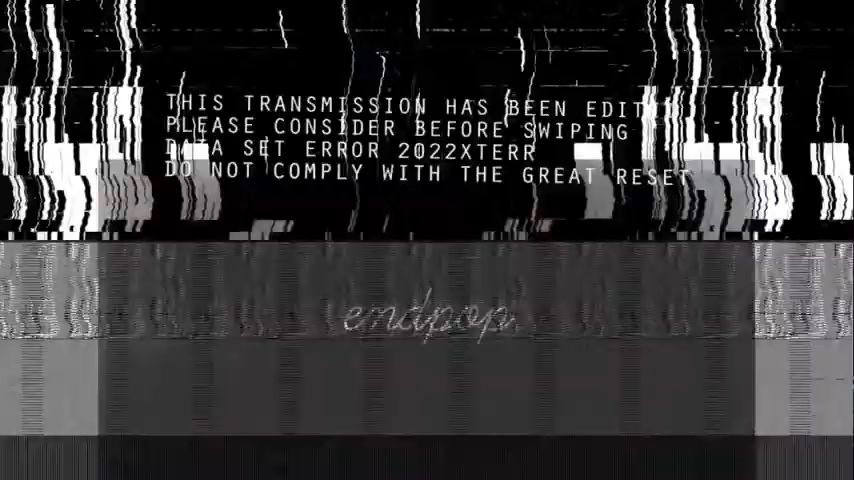 THIS TRANSMISSION HAS BEEN
PLEASE CONSIDER BEFORE SWIPING
DATA SET ERROR 2022XTERR
DO NOT COMPLY WITH THE GREAT RESET
endpop